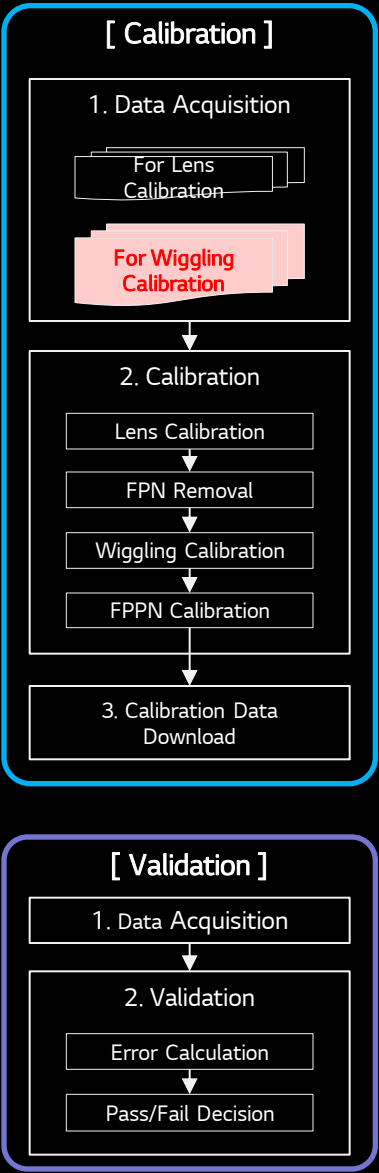 [ Calibration ]
1. Data Acquisition
For Lens
Calibration
For Wiggling
Calibration
2. Calibration
Lens Calibration
FPN Removal
Wiggling Calibration
FPPN Calibration
3. Calibration Data
Download
[ Validation ]
1. Data Acquisition
2. Validation
Error Calculation
Pass/Fail Decision